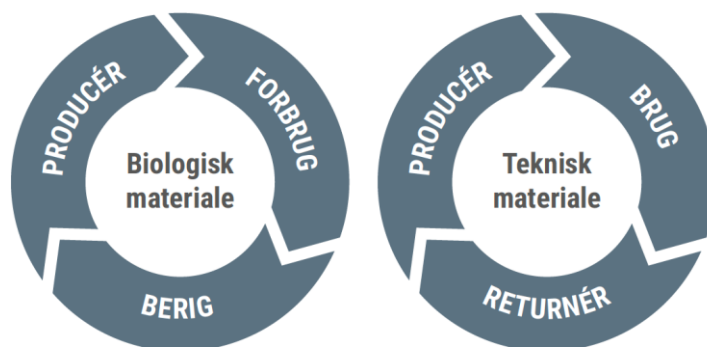 PRODUCÉR
FORBRUG
Biologisk
materiale
BERIG
PRODUCÉR
BRUG
Teknisk
materiale
RETURNÉR